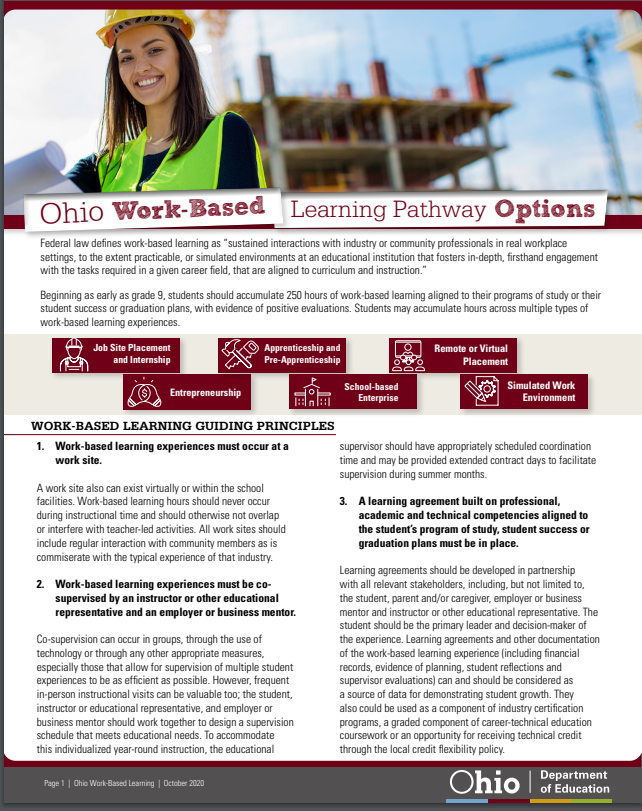 Ohio Work-Based Learning Pathway Options
Federal law defines work-based learning as “sustained interactions with industry or community professionals in real workplace
settings, to the extent practicable, or simulated environments at an educational institution that fosters in-depth, firsthand engagement
with the tasks required in a given career field, that are aligned to curriculum and instruction.”
Beginning as early as grade 9, students should accumulate 250 hours of work-based learning aligned to their programs of study or their
student success or graduation plans, with evidence of positive evaluations. Students may accumulate hours across multiple types of
work-based learning experiences.
Job Site Placement
and Internship
Apprenticeship and
Pre-Apprenticeship
Remote or Virtual
Placement
Entrepreneurship
School-based
Enterprise
Simulated Work
Environment
WORK-BASED LEARNING GUIDING PRINCIPLES
1. Work-based learning experiences must occur at a
work site.
A work site also can exist virtually or within the school
facilities. Work-based learning hours should never occur
during instructional time and should otherwise not overlap
or interfere with teacher-led activities. All work sites should
include regular interaction with community members as is
commiserate with the typical experience of that industry.
2. Work-based learning experiences must be co-
supervised by an instructor or other educational
representative and an employer or business mentor.
Co-supervision can occur in groups, through the use of
technology or through any other appropriate measures,
especially those that allow for supervision of multiple student
experiences to be as efficient as possible. However, frequent
in-person instructional visits can be valuable too; the student,
instructor or educational representative, and employer or
business mentor should work together to design a supervision
schedule that meets educational needs. To accommodate
this individualized year-round instruction, the educational
supervisor should have appropriately scheduled coordination
time and may be provided extended contract days to facilitate
supervision during summer months.
3. A learning agreement built on professional,
academic and technical competencies aligned to
the student’s program of study, student success or
graduation plans must be in place.
Learning agreements should be developed in partnership
with all relevant stakeholders, including, but not limited to,
the student, parent and/or caregiver, employer or business
mentor and instructor or other educational representative. The
student should be the primary leader and decision-maker of
the experience. Learning agreements and other documentation
of the work-based learning experience (including financial
records, evidence of planning, student reflections and
supervisor evaluations) can and should be considered as
a source of data for demonstrating student growth. They
also could be used as a component of industry certification
programs, a graded component of career-technical education
coursework or an opportunity for receiving technical credit
through the local credit flexibility policy.
Page 1 | Ohio Work-Based Learning | October 2020
Ohio | Department
of Education